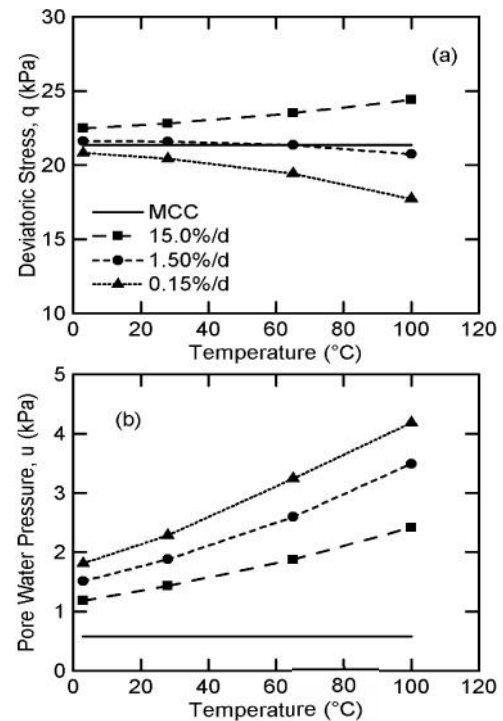 30
(a)
25
20
15
10
Deviatoric Stress, q (kPa)
MCC
15.0%/d
1.50%/d
0.15%/d
0 20 40 60 80 100 120
Temperature (°C)
5
(b)
4
3
2
1
0
Pore Water Pressure, u (kPa)
0 20 40 60 80 100 120
Temperature (°C)